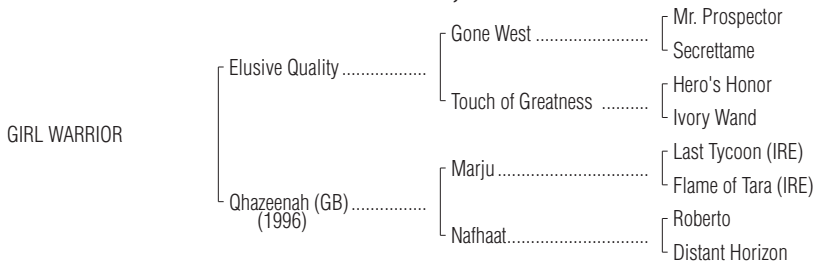 Mr. Prospector
Gone West ............................
Secrettame
Elusive Quality ....................
Hero's Honor
Touch of Greatness ...........
Ivory Wand
GIRL WARRIOR
Last Tycoon (IRE)
Marju .....................................
Flame of Tara (IRE)
Qhazeenah (GB) ..................
(1996)
Roberto
Nafhaat ...................................
Distant Horizon